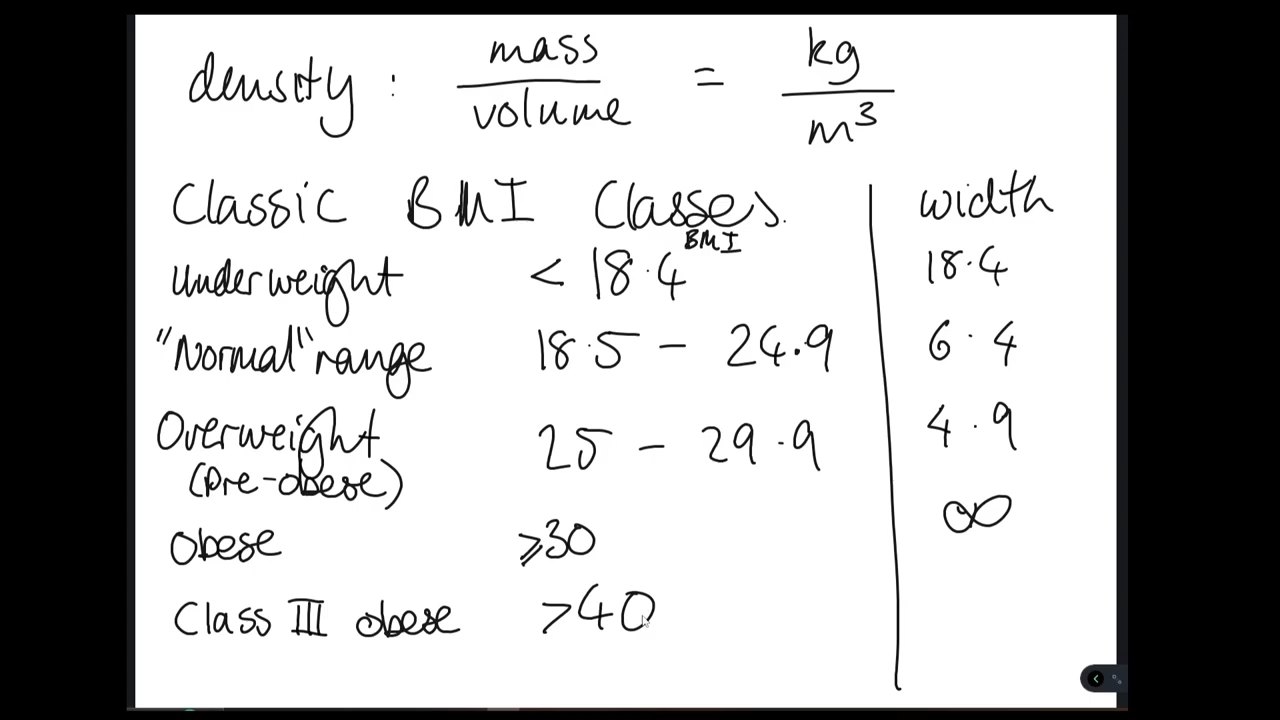 density : mass / volume = kg / m³
Classic BMI Classes. width
BMI
Underweight < 18.4 18.4
"Normal" range 18.5 - 24.9 6.4
Overweight 25 - 29.9 4.9
(Pre-obese)
Obese ⩾30 ∞
Class III obese >40